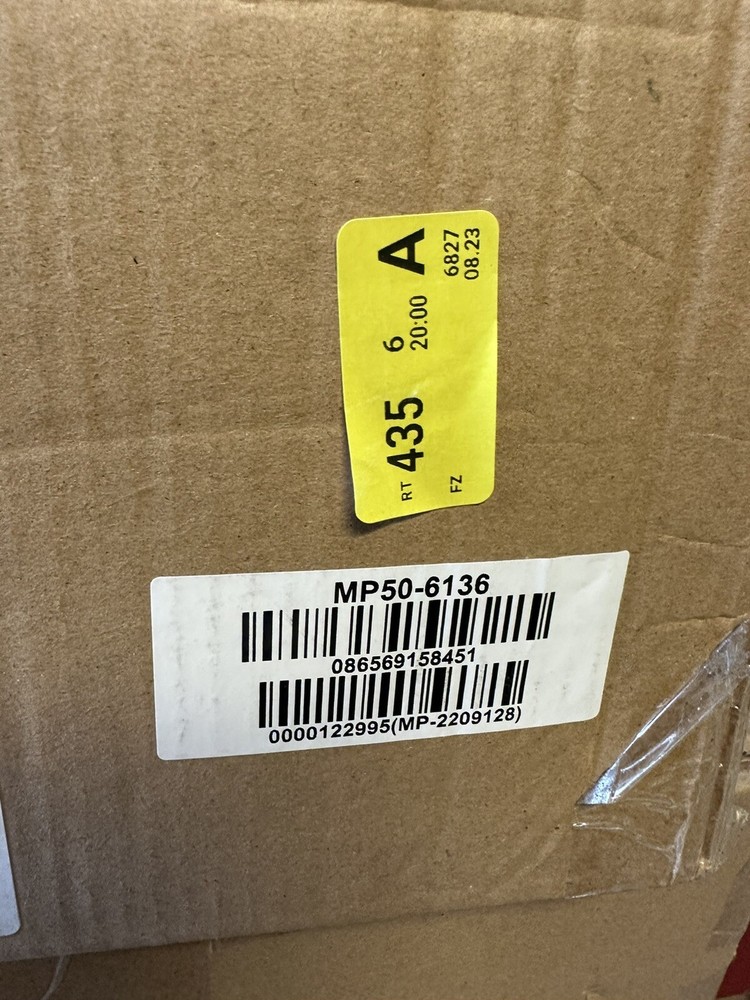 RT 435 6 A
20:00
FZ 6827
08.23
MP50-6136
086569158451
0000122995(MP-2209128)